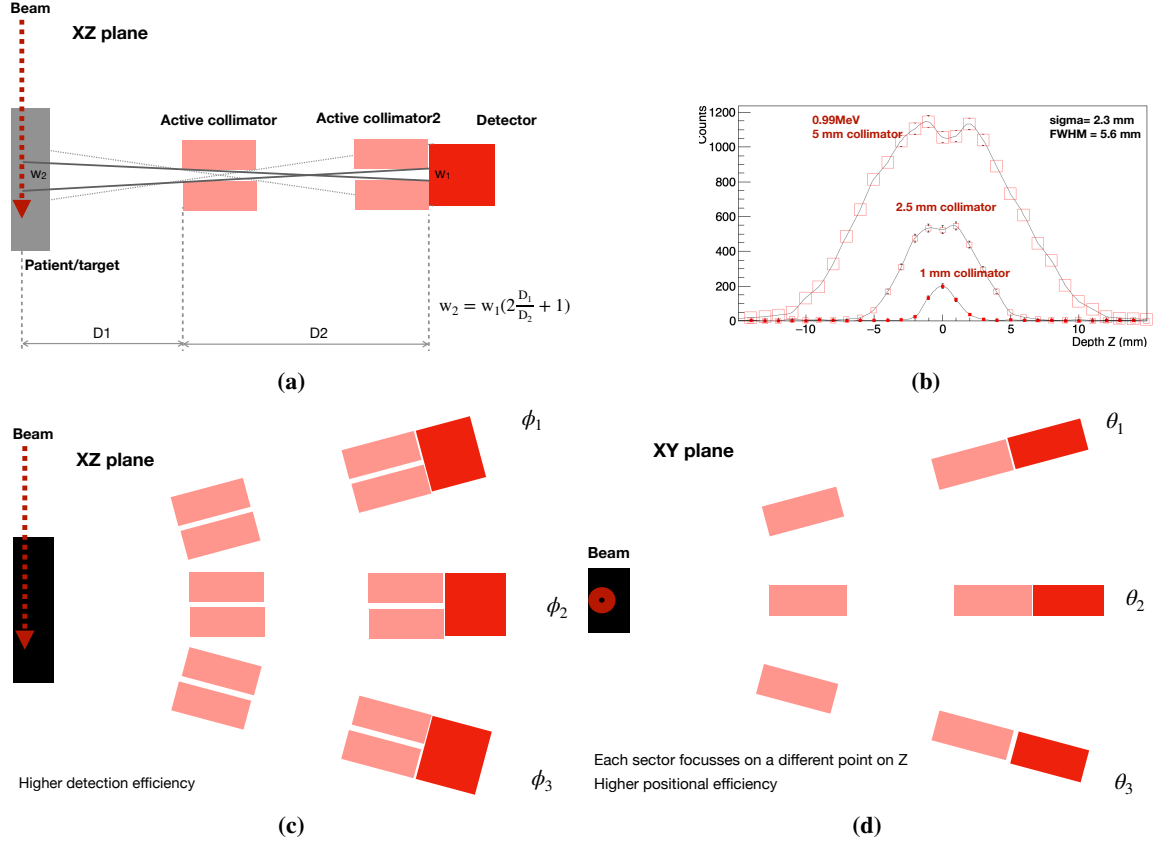 Beam
XZ plane
Active collimator
Active collimator2
Detector
w₂
w₁
Patient/target
w₂ = w₁(2 D₁/D₂ + 1)
D1
D2
(a)
Counts
1200
1000
800
600
400
200
0
0.99MeV
5 mm collimator
sigma= 2.3 mm
FWHM = 5.6 mm
2.5 mm collimator
1 mm collimator
−10
−5
0
5
10
Depth Z (mm)
(b)
Beam
XZ plane
ϕ₁
ϕ₂
ϕ₃
Higher detection efficiency
(c)
XY plane
Beam
θ₁
θ₂
θ₃
Each sector focusses on a different point on Z
Higher positional efficiency
(d)